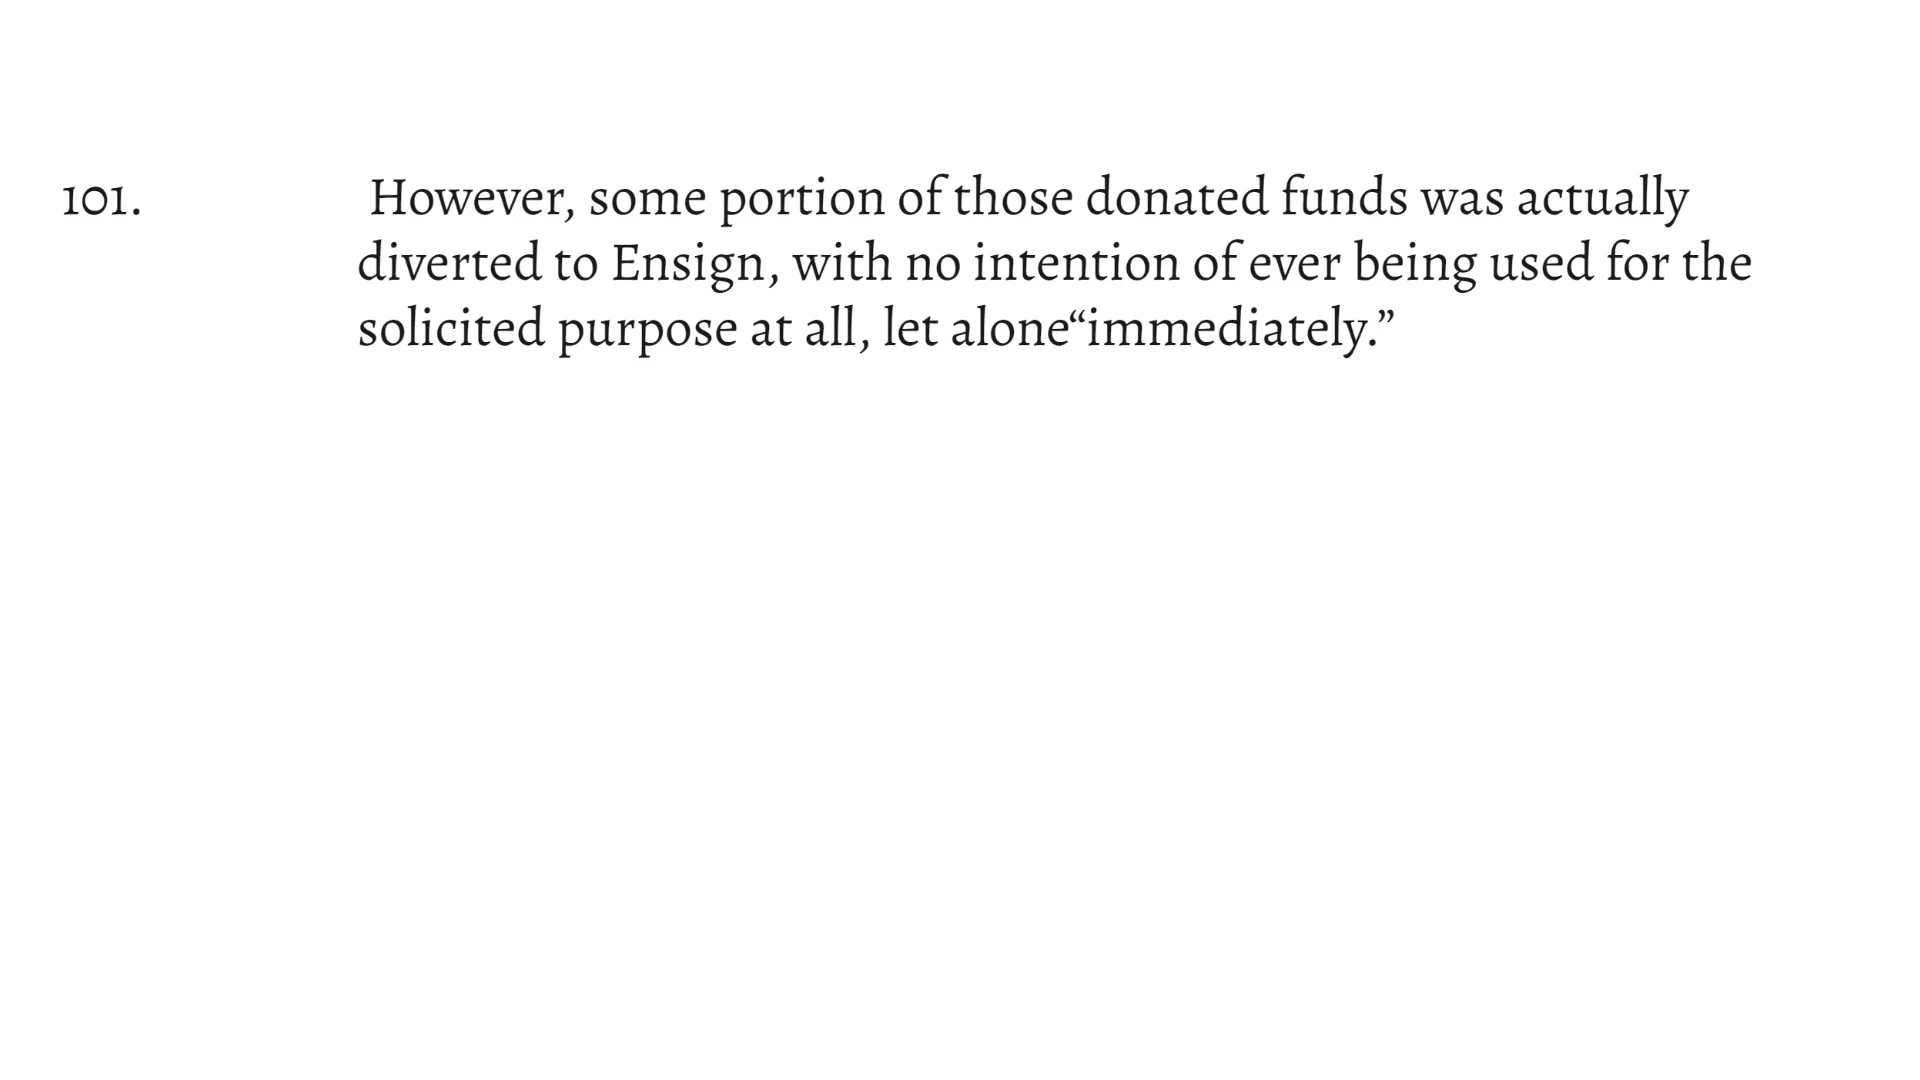 101. However, some portion of those donated funds was actually
diverted to Ensign, with no intention of ever being used for the
solicited purpose at all, let alone“immediately.”